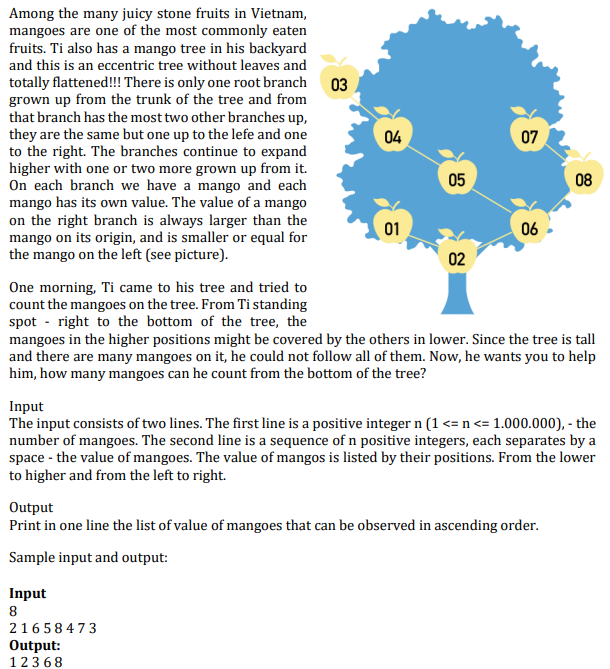 Among the many juicy stone fruits in Vietnam,
mangoes are one of the most commonly eaten
fruits. Ti also has a mango tree in his backyard
and this is an eccentric tree without leaves and
totally flattened!!! There is only one root branch
grown up from the trunk of the tree and from
that branch has the most two other branches up,
they are the same but one up to the lefe and one
to the right. The branches continue to expand
higher with one or two more grown up from it.
On each branch we have a mango and each
mango has its own value. The value of a mango
on the right branch is always larger than the
mango on its origin, and is smaller or equal for
the mango on the left (see picture).
03
04
07
05
08
01
06
02
One morning, Ti came to his tree and tried to
count the mangoes on the tree. From Ti standing
spot - right to the bottom of the tree, the
mangoes in the higher positions might be covered by the others in lower. Since the tree is tall
and there are many mangoes on it, he could not follow all of them. Now, he wants you to help
him, how many mangoes can he count from the bottom of the tree?
Input
The input consists of two lines. The first line is a positive integer n (1 <= n <= 1.000.000), - the
number of mangoes. The second line is a sequence of n positive integers, each separates by a
space - the value of mangoes. The value of mangos is listed by their positions. From the lower
to higher and from the left to right.
Output
Print in one line the list of value of mangoes that can be observed in ascending order.
Sample input and output:
Input
8
2 1 6 5 8 4 7 3
Output:
1 2 3 6 8